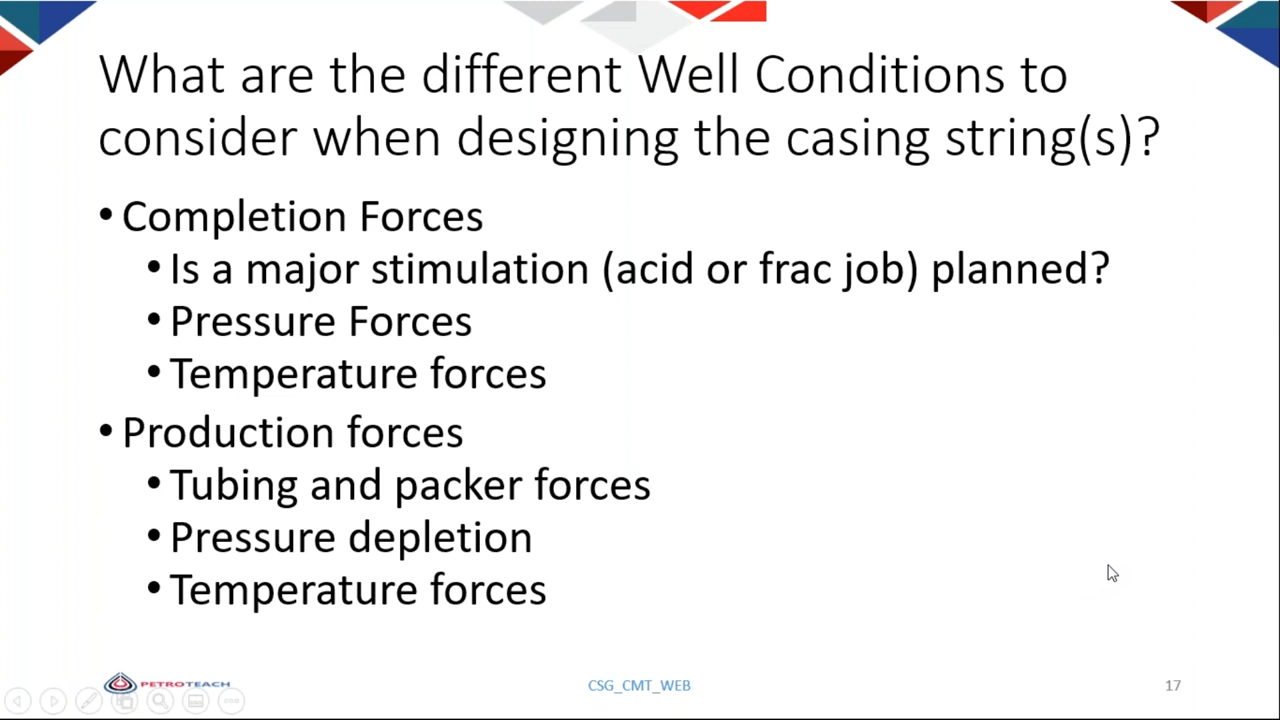 What are the different Well Conditions to
consider when designing the casing string(s)?
• Completion Forces
• Is a major stimulation (acid or frac job) planned?
• Pressure Forces
• Temperature forces
• Production forces
• Tubing and packer forces
• Pressure depletion
• Temperature forces
PETROTEACH
CSG_CMT_WEB
17